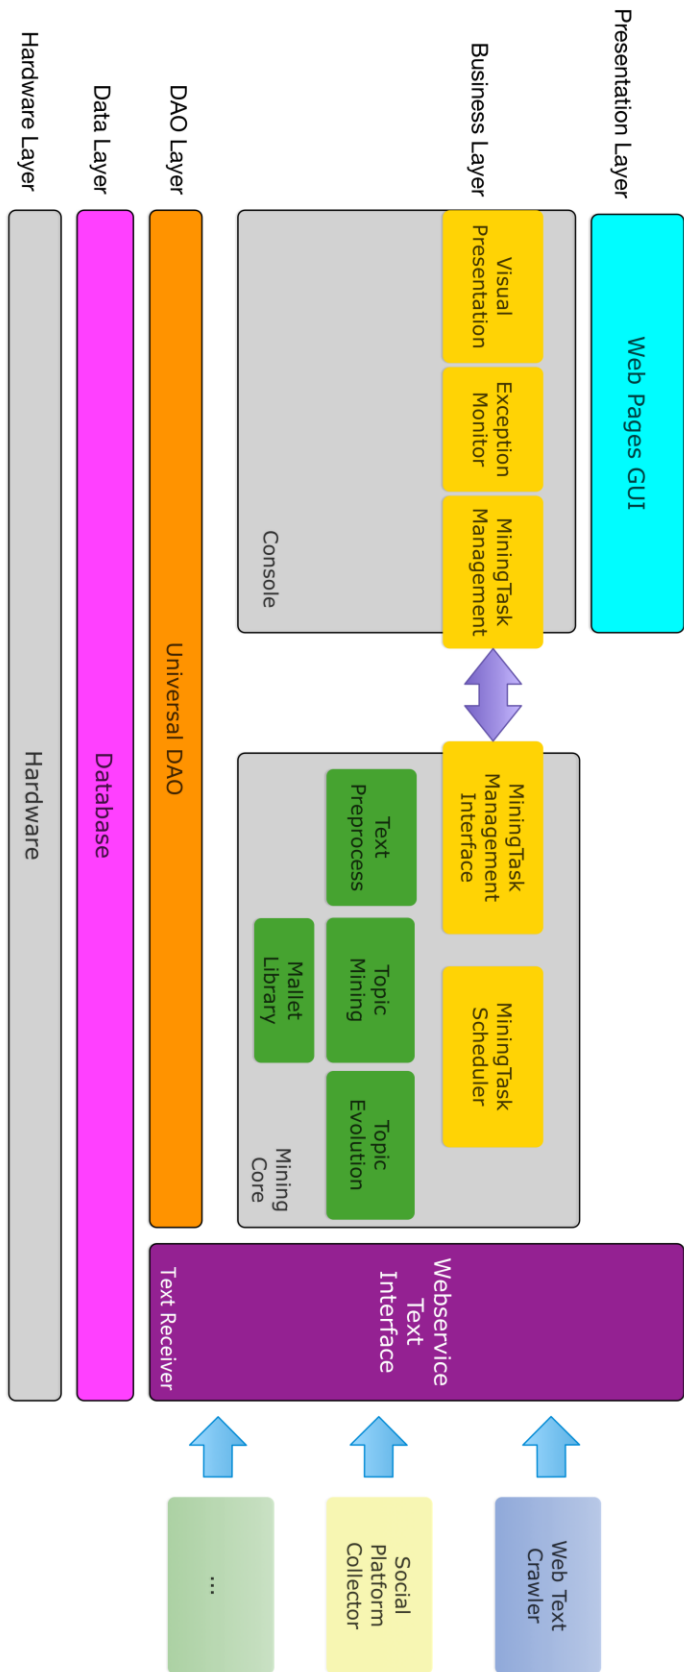 Presentation Layer
Web Pages GUI
Business Layer
Visual
Presentation
Exception
Monitor
MiningTask
Management
Console
MiningTask
Management
Interface
MiningTask
Scheduler
Text
Preprocess
Topic
Mining
Topic
Evolution
Mallet
Library
Mining
Core
Webservice
Text
Interface
Text Receiver
Web Text
Crawler
Social
Platform
Collector
...
DAO Layer
Universal DAO
Data Layer
Database
Hardware Layer
Hardware